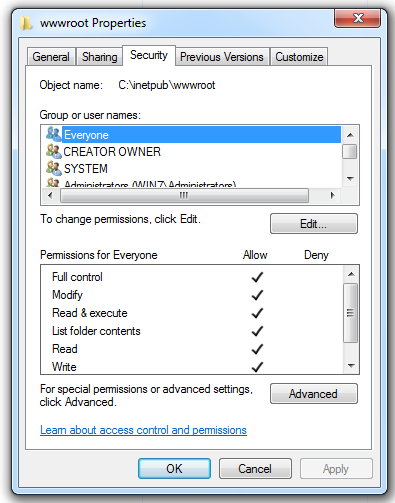 wwwroot Properties
General Sharing Security Previous Versions Customize
Object name: C:\inetpub\wwwroot
Group or user names:
Everyone
CREATOR OWNER
SYSTEM
Administrators (WIN7\Administrators)
To change permissions, click Edit.
Edit...
Permissions for Everyone Allow Deny
Full control
Modify
Read & execute
List folder contents
Read
Write
For special permissions or advanced settings,
click Advanced.
Advanced
Learn about access control and permissions
OK Cancel Apply